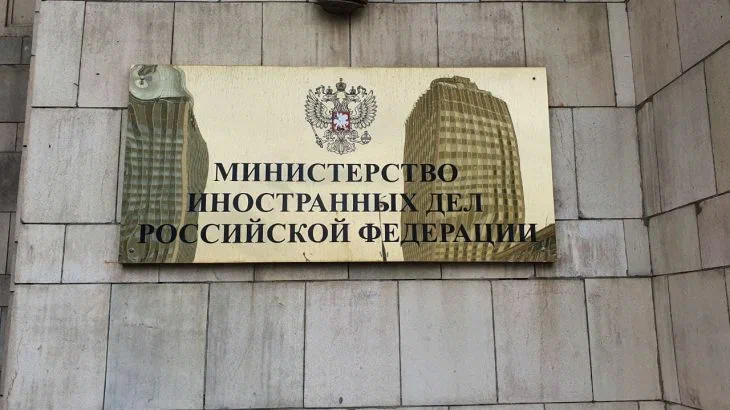 МИНИСТЕРСТВО
ИНОСТРАННЫХ ДЕЛ
РОССИЙСКОЙ ФЕДЕРАЦИИ